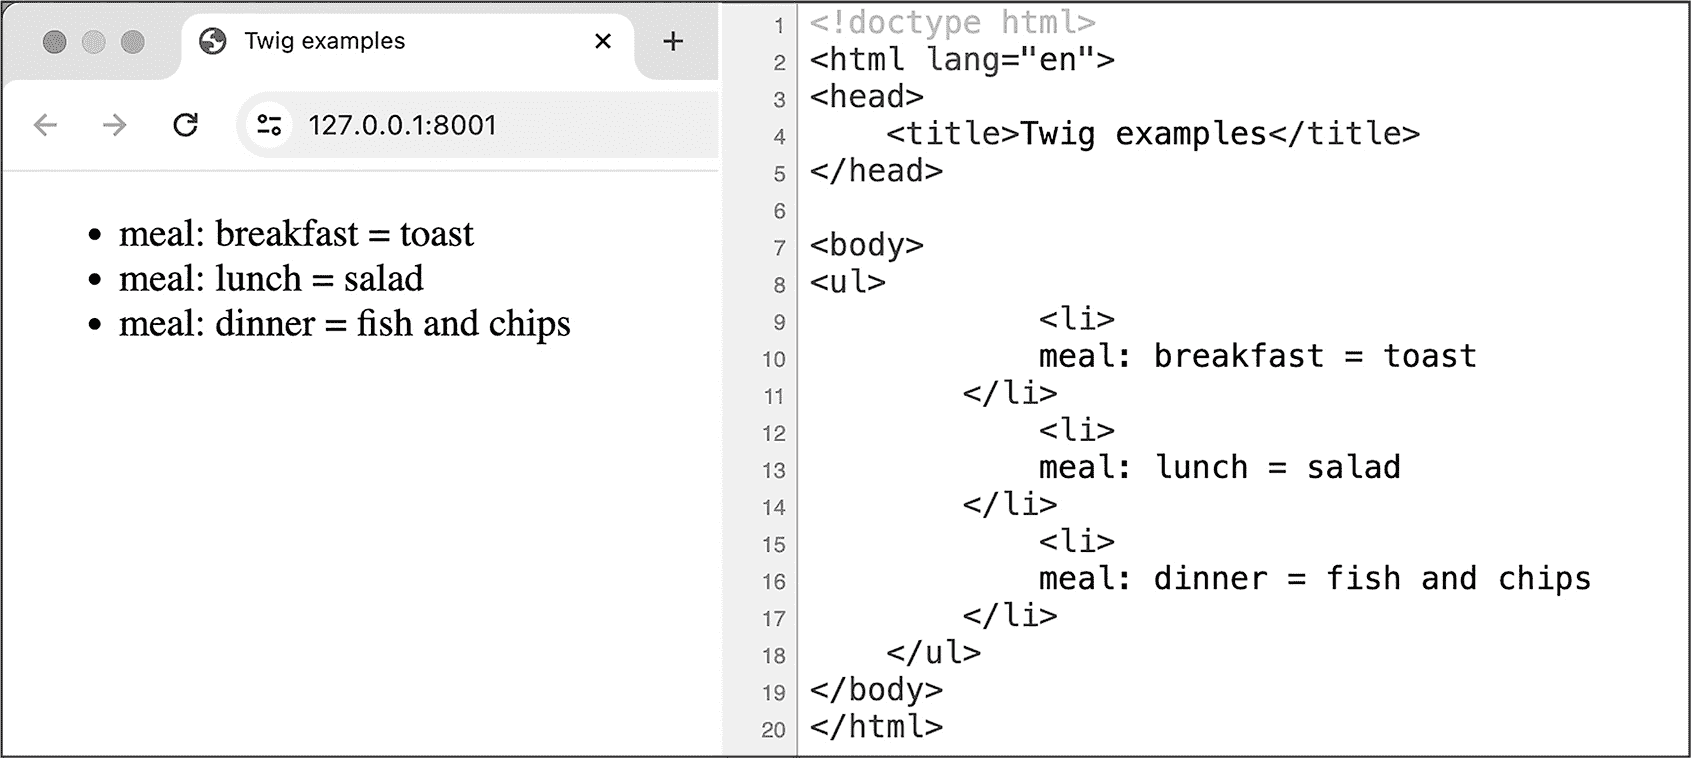 Twig examples
127.0.0.1:8001
• meal: breakfast = toast
• meal: lunch = salad
• meal: dinner = fish and chips
1 <!doctype html>
2 <html lang="en">
3 <head>
4     <title>Twig examples</title>
5 </head>
6
7 <body>
8 <ul>
9             <li>
10             meal: breakfast = toast
11         </li>
12             <li>
13             meal: lunch = salad
14         </li>
15             <li>
16             meal: dinner = fish and chips
17         </li>
18     </ul>
19 </body>
20 </html>